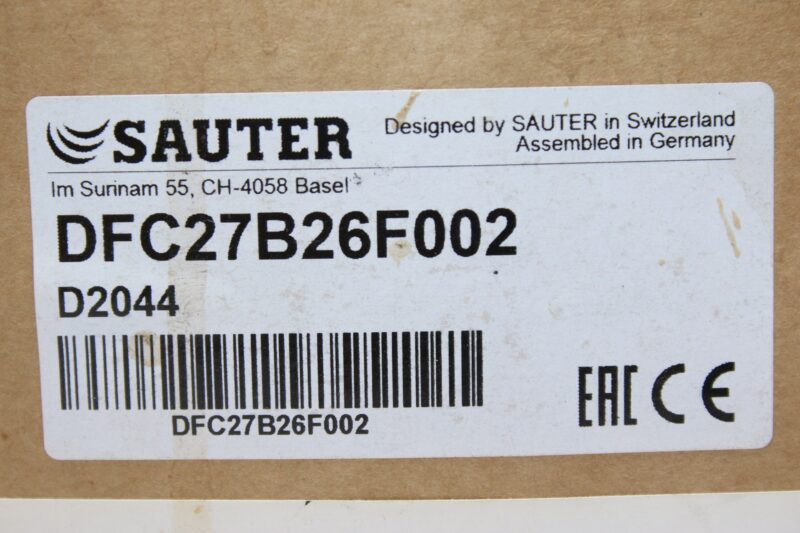 SAUTER
Designed by SAUTER in Switzerland
Assembled in Germany
Im Surinam 55, CH-4058 Basel
DFC27B26F002
D2044
DFC27B26F002
EAC CE